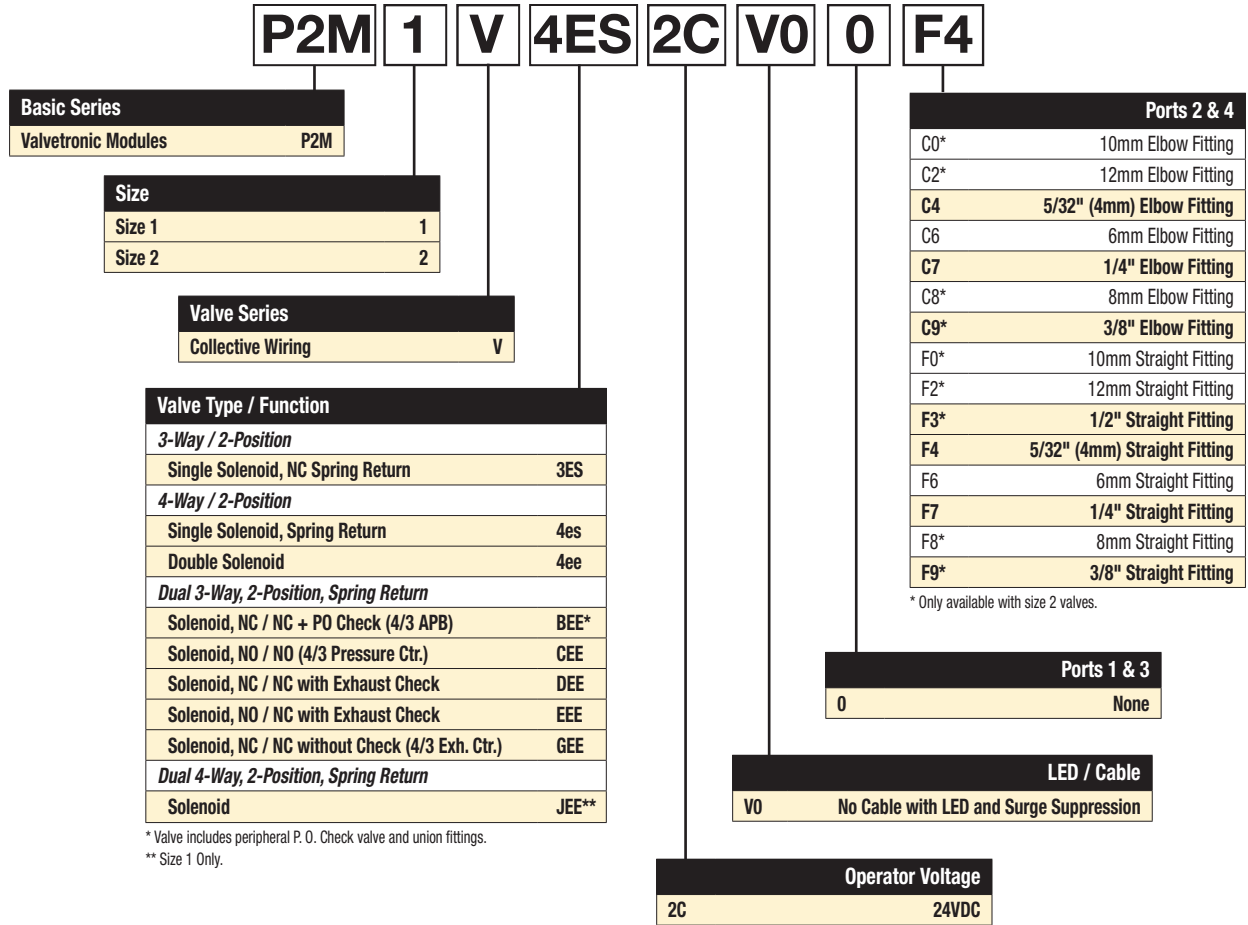 P2M 1 V 4ES 2C V0 0 F4
Basic Series
Valvetronic Modules P2M
Size
Size 1 1
Size 2 2
Valve Series
Collective Wiring V
Valve Type / Function
3-Way / 2-Position
Single Solenoid, NC Spring Return 3ES
4-Way / 2-Position
Single Solenoid, Spring Return 4es
Double Solenoid 4ee
Dual 3-Way, 2-Position, Spring Return
Solenoid, NC / NC + PO Check (4/3 APB) BEE*
Solenoid, NO / NO (4/3 Pressure Ctr.) CEE
Solenoid, NC / NC with Exhaust Check DEE
Solenoid, NO / NC with Exhaust Check EEE
Solenoid, NC / NC without Check (4/3 Exh. Ctr.) GEE
Dual 4-Way, 2-Position, Spring Return
Solenoid JEE**
* Valve includes peripheral P. O. Check valve and union fittings.
** Size 1 Only.
Ports 2 & 4
C0* 10mm Elbow Fitting
C2* 12mm Elbow Fitting
C4 5/32" (4mm) Elbow Fitting
C6 6mm Elbow Fitting
C7 1/4" Elbow Fitting
C8* 8mm Elbow Fitting
C9* 3/8" Elbow Fitting
F0* 10mm Straight Fitting
F2* 12mm Straight Fitting
F3* 1/2" Straight Fitting
F4 5/32" (4mm) Straight Fitting
F6 6mm Straight Fitting
F7 1/4" Straight Fitting
F8* 8mm Straight Fitting
F9* 3/8" Straight Fitting
* Only available with size 2 valves.
Ports 1 & 3
0 None
LED / Cable
V0 No Cable with LED and Surge Suppression
Operator Voltage
2C 24VDC